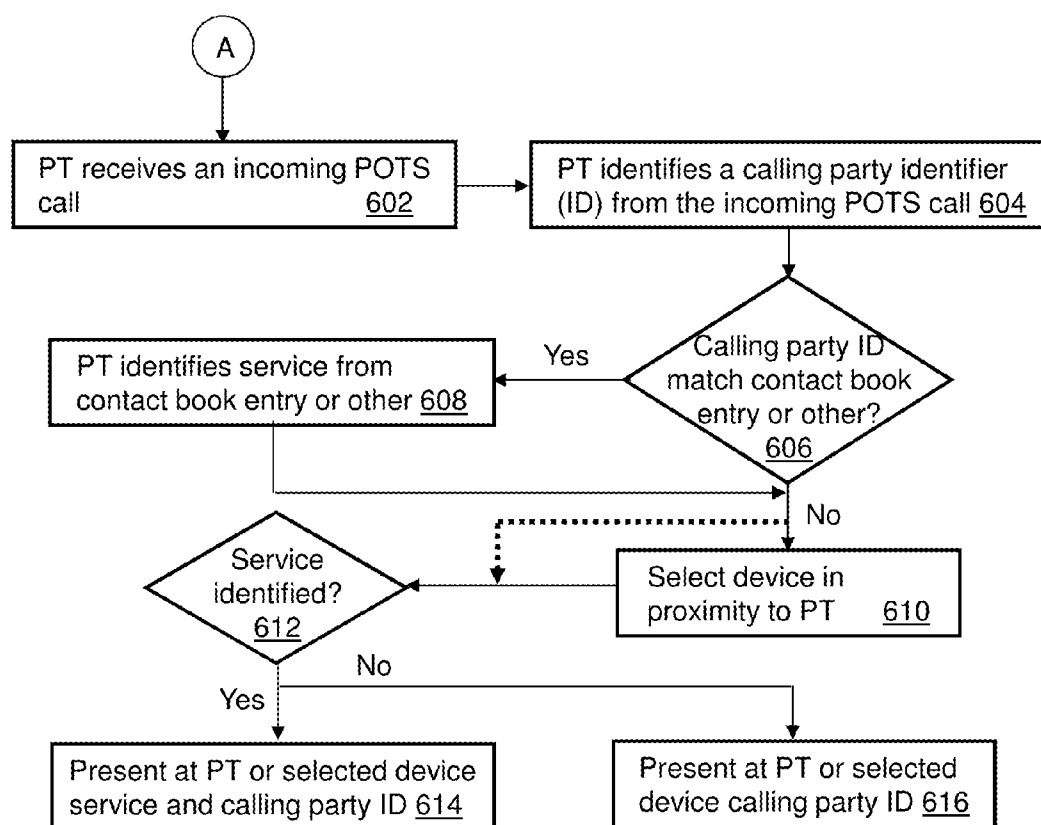 A
PT receives an incoming POTS
call 602
PT identifies a calling party identifier
(ID) from the incoming POTS call 604
Calling party ID
match contact book
entry or other?
606
Yes
PT identifies service from
contact book entry or other 608
No
Select device in
proximity to PT 610
Service
identified?
612
No
Yes
Present at PT or selected device
service and calling party ID 614
Present at PT or selected
device calling party ID 616